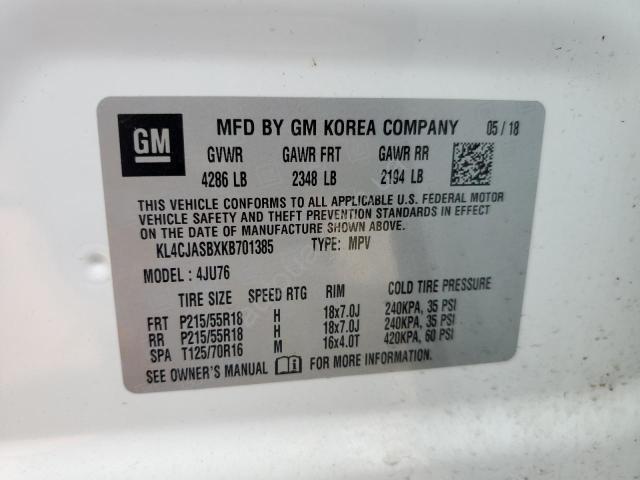 GM
MFD BY GM KOREA COMPANY 05 / 18
GVWR GAWR FRT GAWR RR
4286 LB 2348 LB 2194 LB
THIS VEHICLE CONFORMS TO ALL APPLICABLE U.S. FEDERAL MOTOR
VEHICLE SAFETY AND THEFT PREVENTION STANDARDS IN EFFECT
ON THE DATE OF MANUFACTURE SHOWN ABOVE.
KL4CJASBXKB701385 TYPE: MPV
MODEL : 4JU76
TIRE SIZE SPEED RTG RIM COLD TIRE PRESSURE
FRT P215/55R18 H 18x7.0J 240KPA, 35 PSI
RR P215/55R18 H 18x7.0J 240KPA, 35 PSI
SPA T125/70R16 M 16x4.0T 420KPA, 60 PSI
SEE OWNER'S MANUAL FOR MORE INFORMATION